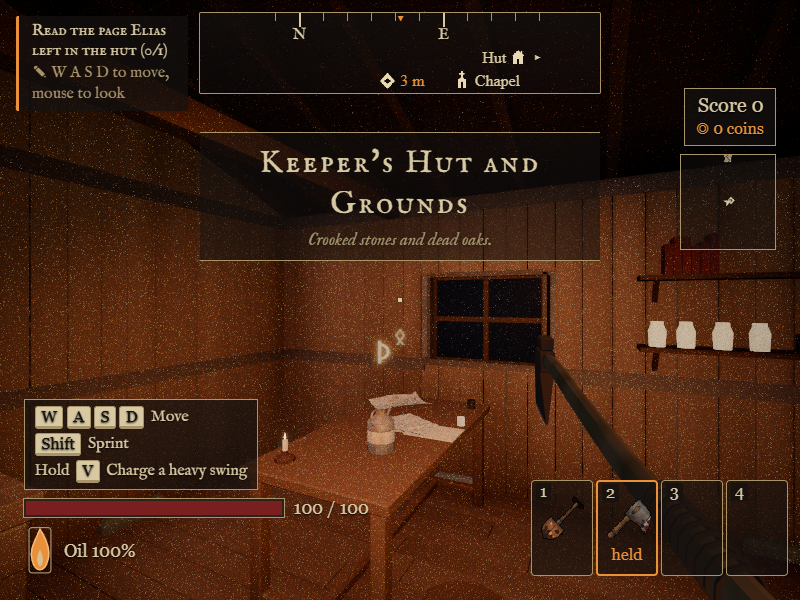 Read the page Elias
left in the hut (0/1)
W A S D to move,
mouse to look
N E
Hut
3 m Chapel
Score 0
0 coins
Keeper's Hut and
Grounds
Crooked stones and dead oaks.
Þ ᛟ
W A S D Move
Shift Sprint
Hold V Charge a heavy swing
100 / 100
Oil 100%
1 2 3 4
held